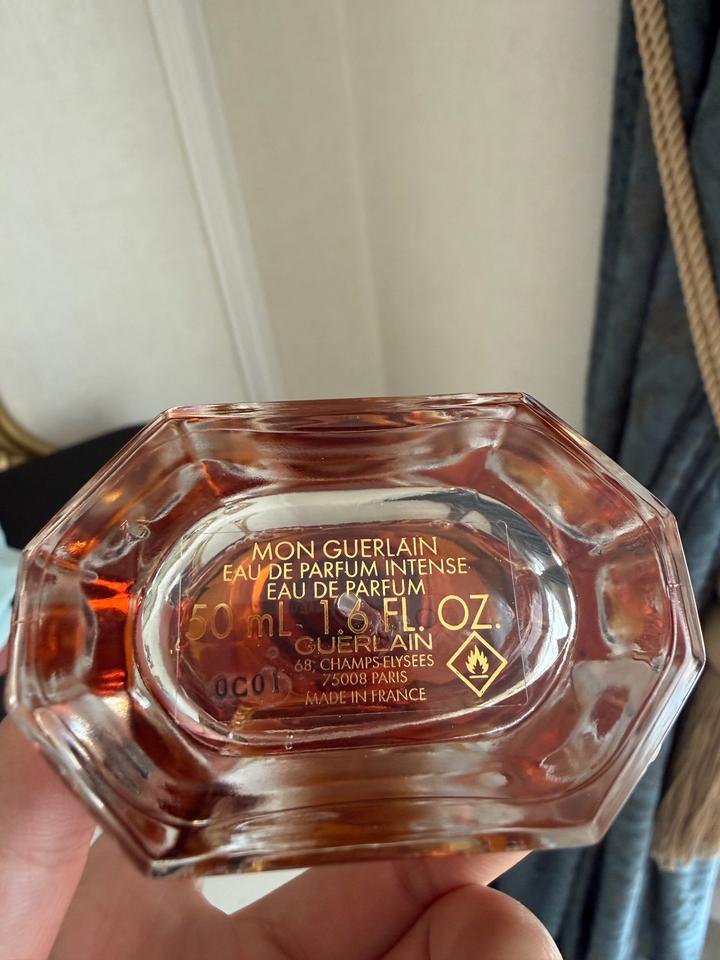 MON GUERLAIN
EAU DE PARFUM INTENSE
EAU DE PARFUM
50 mL 1.6 FL. OZ.
GUERLAIN
68, CHAMPS-ELYSEES
75008 PARIS
0C01
MADE IN FRANCE